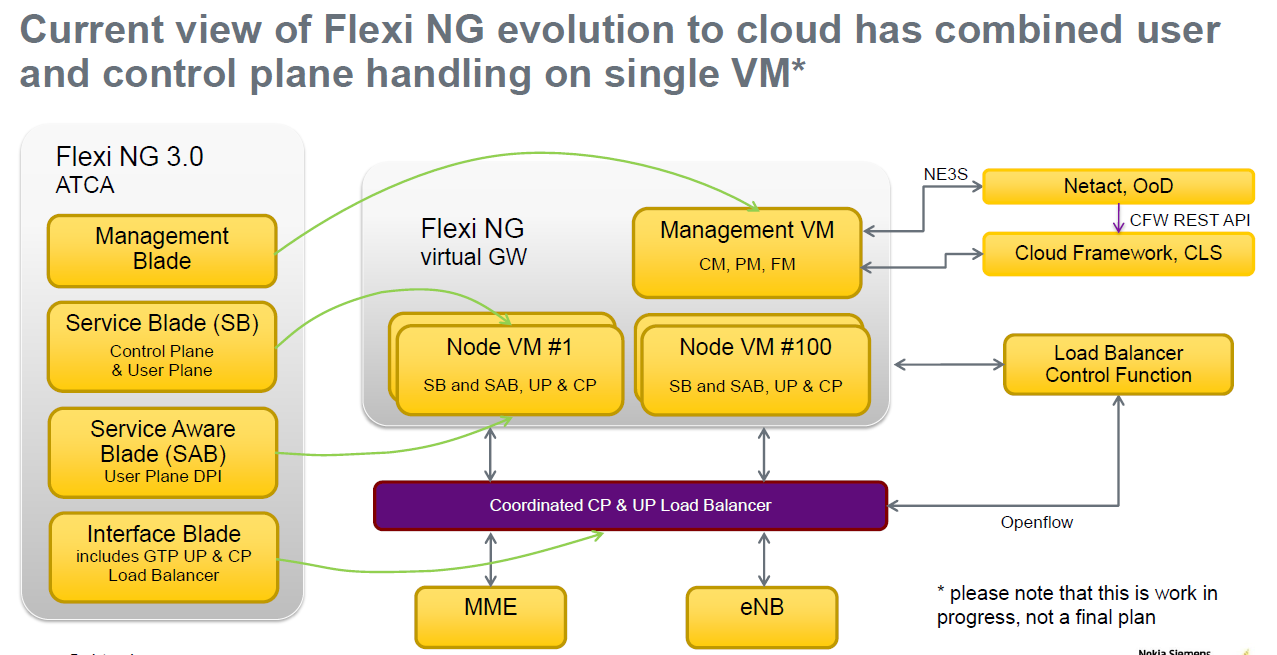 Current view of Flexi NG evolution to cloud has combined user
and control plane handling on single VM*
Flexi NG 3.0
ATCA
Management
Blade
Service Blade (SB)
Control Plane
& User Plane
Service Aware
Blade (SAB)
User Plane DPI
Interface Blade
includes GTP UP & CP
Load Balancer
Flexi NG
virtual GW
Management VM
CM, PM, FM
Node VM #1
SB and SAB, UP & CP
Node VM #100
SB and SAB, UP & CP
NE3S
Netact, OoD
CFW REST API
Cloud Framework, CLS
Load Balancer
Control Function
Coordinated CP & UP Load Balancer
Openflow
MME
eNB
* please note that this is work in
progress, not a final plan
Nokia Siemens